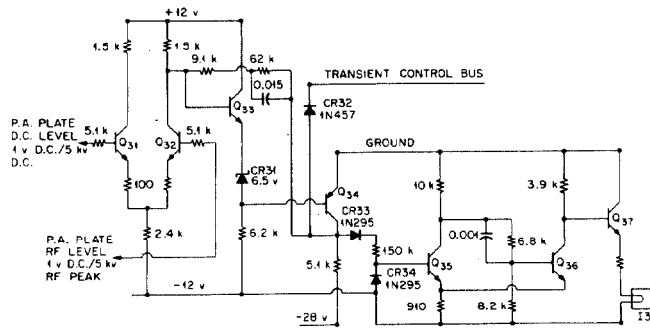 +12 v
1.5 k
1.5 k
9.1 k
62 k
0.015
Q33
TRANSIENT CONTROL BUS
CR32
1N457
P.A. PLATE
D.C. LEVEL
1 v D.C./5 kv
D.C.
5.1 k
Q31
Q32
5.1 k
GROUND
100
CR31
6.5 v
Q34
10 k
3.9 k
Q37
CR33
1N295
2.4 k
6.2 k
150 k
0.001
6.8 k
P.A. PLATE
RF LEVEL
1 v D.C./5 kv
RF PEAK
5.1 k
CR34
1N295
Q35
Q36
-12 v
910
8.2 k
-28 v